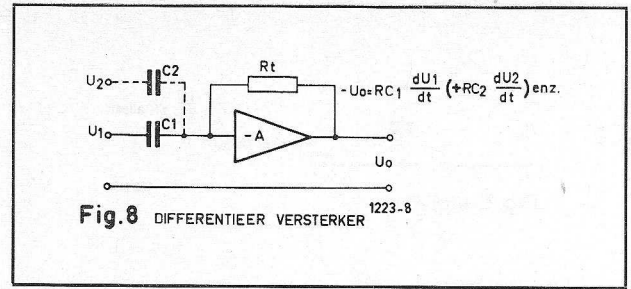 U2 C2
Rt
-Uo=RC1 dU1/dt (+RC2 dU2/dt) enz.
U1 C1
-A
Uo
Fig.8 DIFFERENTIEER VERSTERKER 1223-8